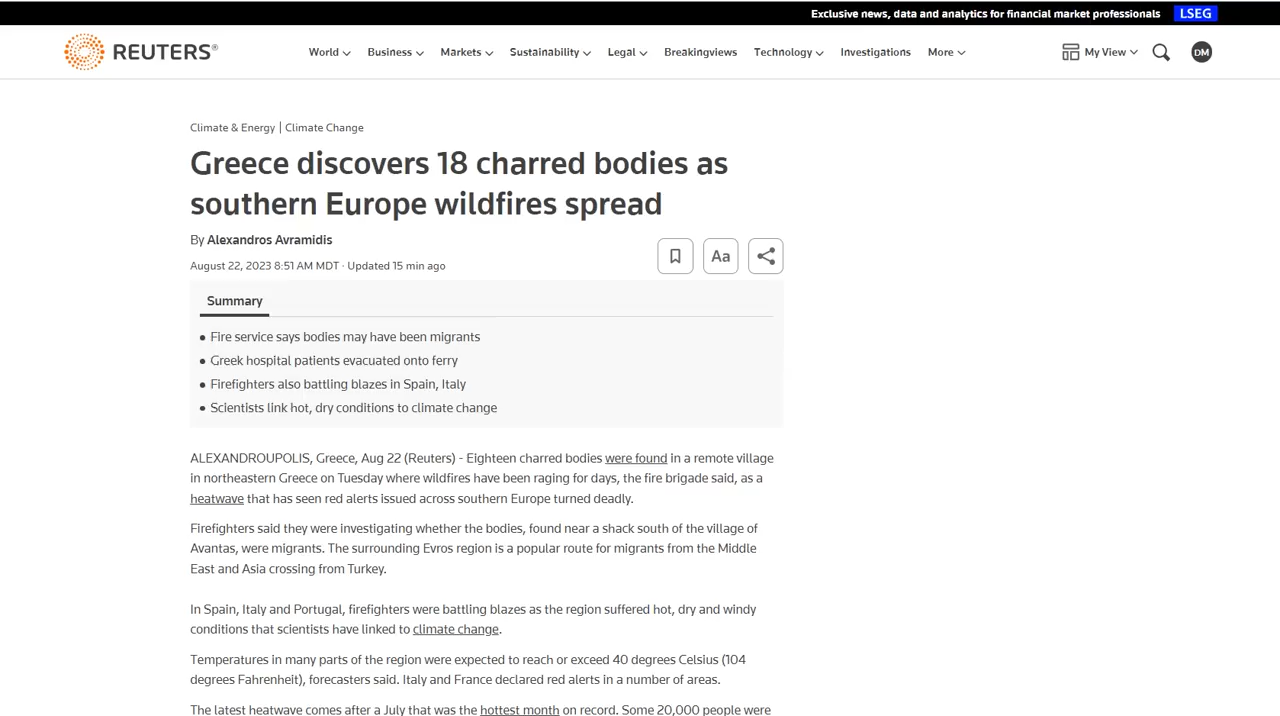 Exclusive news, data and analytics for financial market professionals LSEG
REUTERS®
World Business Markets Sustainability Legal Breakingviews Technology Investigations More My View DM
Climate & Energy | Climate Change
Greece discovers 18 charred bodies as
southern Europe wildfires spread
By Alexandros Avramidis
Aa
August 22, 2023 8:51 AM MDT · Updated 15 min ago
Summary
• Fire service says bodies may have been migrants
• Greek hospital patients evacuated onto ferry
• Firefighters also battling blazes in Spain, Italy
• Scientists link hot, dry conditions to climate change
ALEXANDROUPOLIS, Greece, Aug 22 (Reuters) - Eighteen charred bodies were found in a remote village
in northeastern Greece on Tuesday where wildfires have been raging for days, the fire brigade said, as a
heatwave that has seen red alerts issued across southern Europe turned deadly.
Firefighters said they were investigating whether the bodies, found near a shack south of the village of
Avantas, were migrants. The surrounding Evros region is a popular route for migrants from the Middle
East and Asia crossing from Turkey.
In Spain, Italy and Portugal, firefighters were battling blazes as the region suffered hot, dry and windy
conditions that scientists have linked to climate change.
Temperatures in many parts of the region were expected to reach or exceed 40 degrees Celsius (104
degrees Fahrenheit), forecasters said. Italy and France declared red alerts in a number of areas.
The latest heatwave comes after a July that was the hottest month on record. Some 20,000 people were